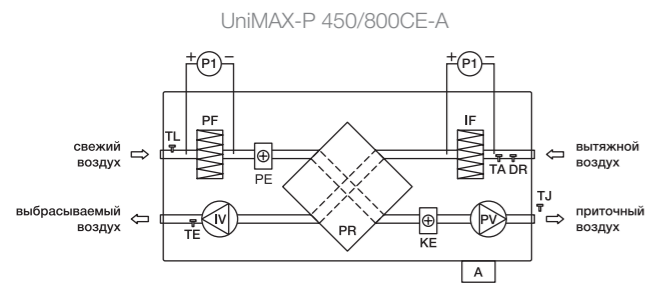 UniMAX-P 450/800CE-A
+ P1 −
+ P1 −
TL
PF
IF
свежий
воздух
PE
TA DR
вытяжной
воздух
TJ
выбрасываемый
воздух
TE
IV
PR
KE
PV
приточный
воздух
A